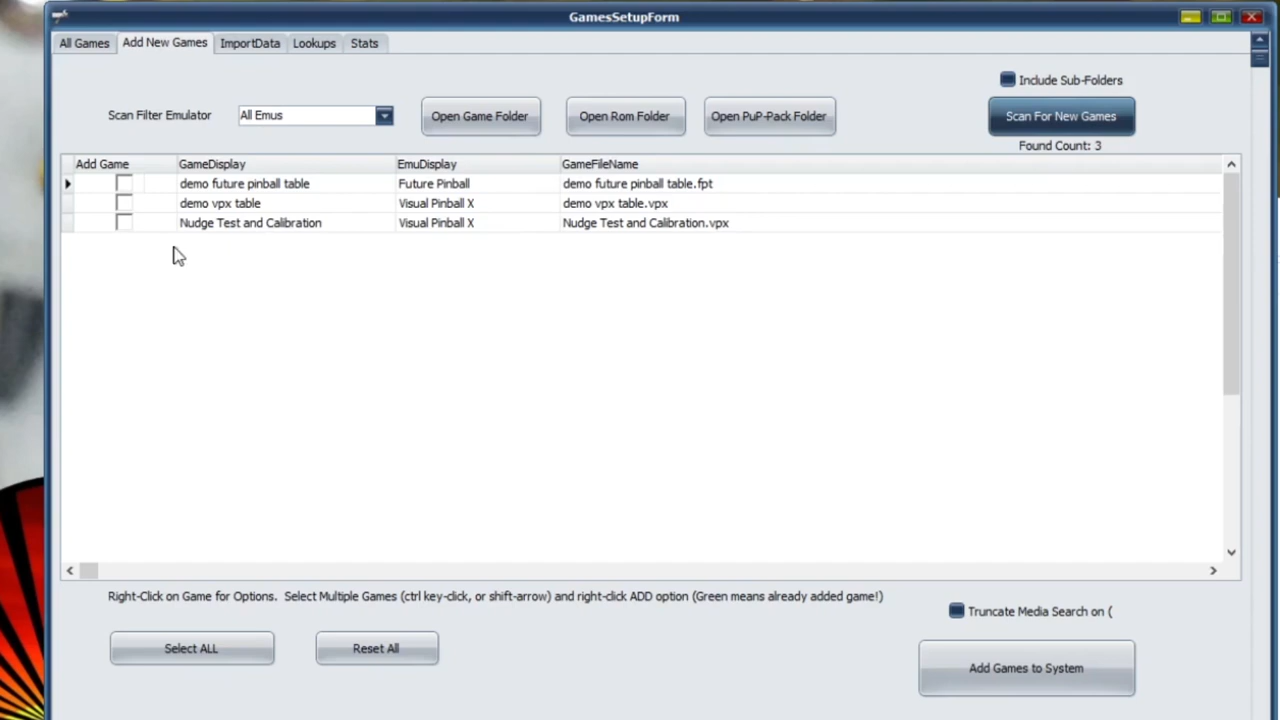 GamesSetupForm
All Games Add New Games ImportData Lookups Stats
Include Sub-Folders
Scan Filter Emulator All Emus Open Game Folder Open Rom Folder Open PuP-Pack Folder Scan For New Games
Found Count: 3
Add Game GameDisplay EmuDisplay GameFileName
demo future pinball table Future Pinball demo future pinball table.fpt
demo vpx table Visual Pinball X demo vpx table.vpx
Nudge Test and Calibration Visual Pinball X Nudge Test and Calibration.vpx
Right-Click on Game for Options. Select Multiple Games (ctrl key-click, or shift-arrow) and right-click ADD option (Green means already added game!)
Truncate Media Search on (
Select ALL Reset All Add Games to System